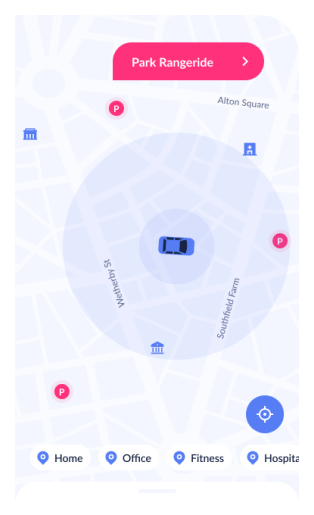 Park Rangeride
Alton Square
P
P
Wetherby St
Southfield Farm
P
Home
Office
Fitness
Hospita